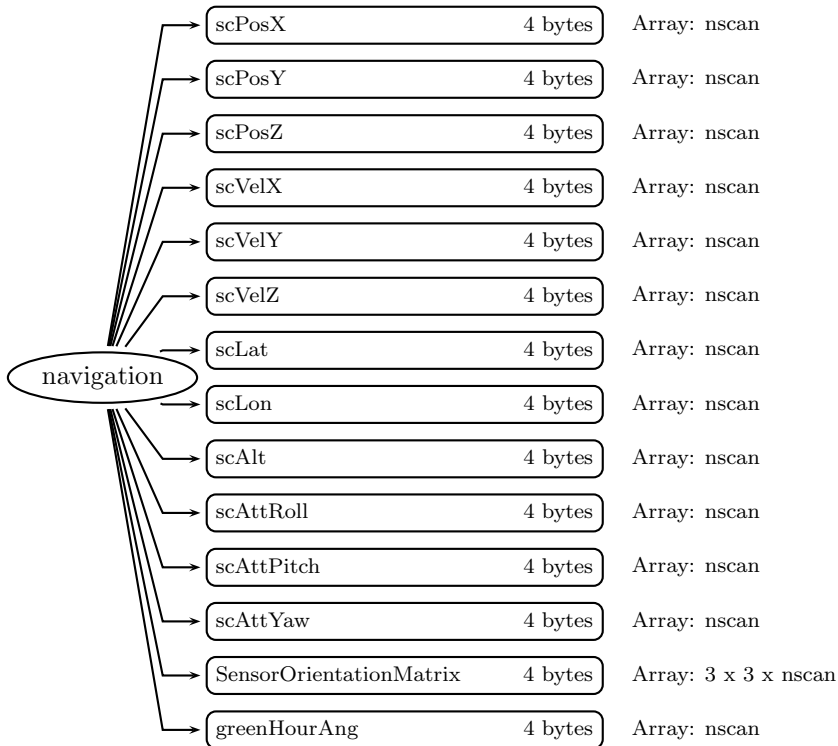 scPosX 4 bytes Array: nscan
scPosY 4 bytes Array: nscan
scPosZ 4 bytes Array: nscan
scVelX 4 bytes Array: nscan
scVelY 4 bytes Array: nscan
scVelZ 4 bytes Array: nscan
scLat 4 bytes Array: nscan
navigation
scLon 4 bytes Array: nscan
scAlt 4 bytes Array: nscan
scAttRoll 4 bytes Array: nscan
scAttPitch 4 bytes Array: nscan
scAttYaw 4 bytes Array: nscan
SensorOrientationMatrix 4 bytes Array: 3 x 3 x nscan
greenHourAng 4 bytes Array: nscan